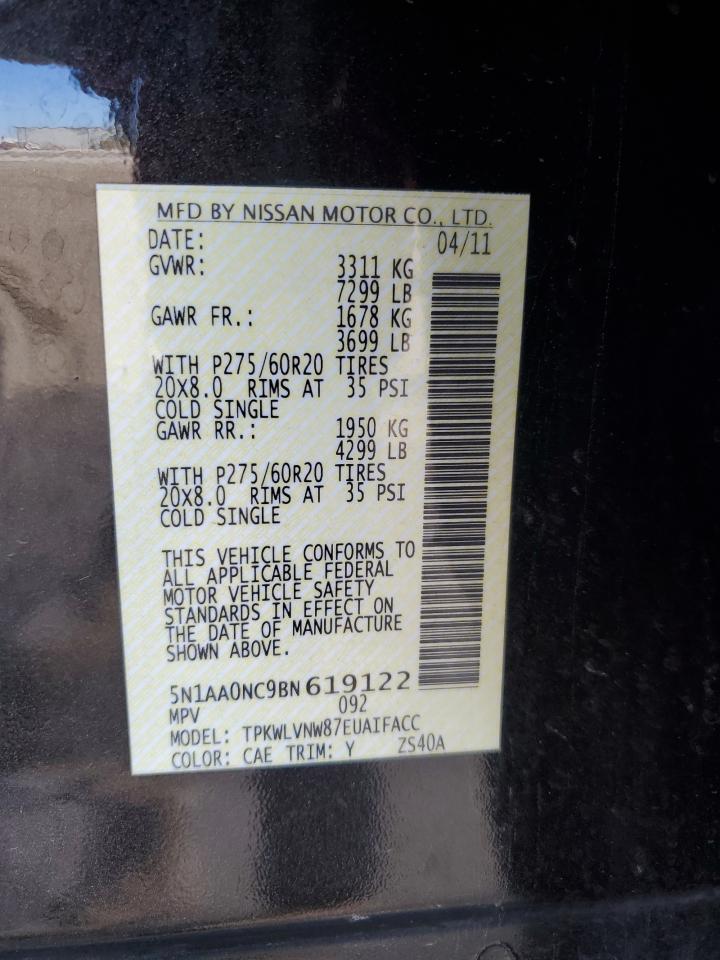 MFD BY NISSAN MOTOR CO., LTD.
DATE: 04/11
GVWR: 3311 KG
7299 LB
GAWR FR.: 1678 KG
3699 LB
WITH P275/60R20 TIRES
20X8.0 RIMS AT 35 PSI
COLD SINGLE
GAWR RR.: 1950 KG
4299 LB
WITH P275/60R20 TIRES
20X8.0 RIMS AT 35 PSI
COLD SINGLE
THIS VEHICLE CONFORMS TO
ALL APPLICABLE FEDERAL
MOTOR VEHICLE SAFETY
STANDARDS IN EFFECT ON
THE DATE OF MANUFACTURE
SHOWN ABOVE.
5N1AA0NC9BN619122
MPV 092
MODEL: TPKWLVNW87EUAIFACC
COLOR: CAE TRIM: Y ZS40A